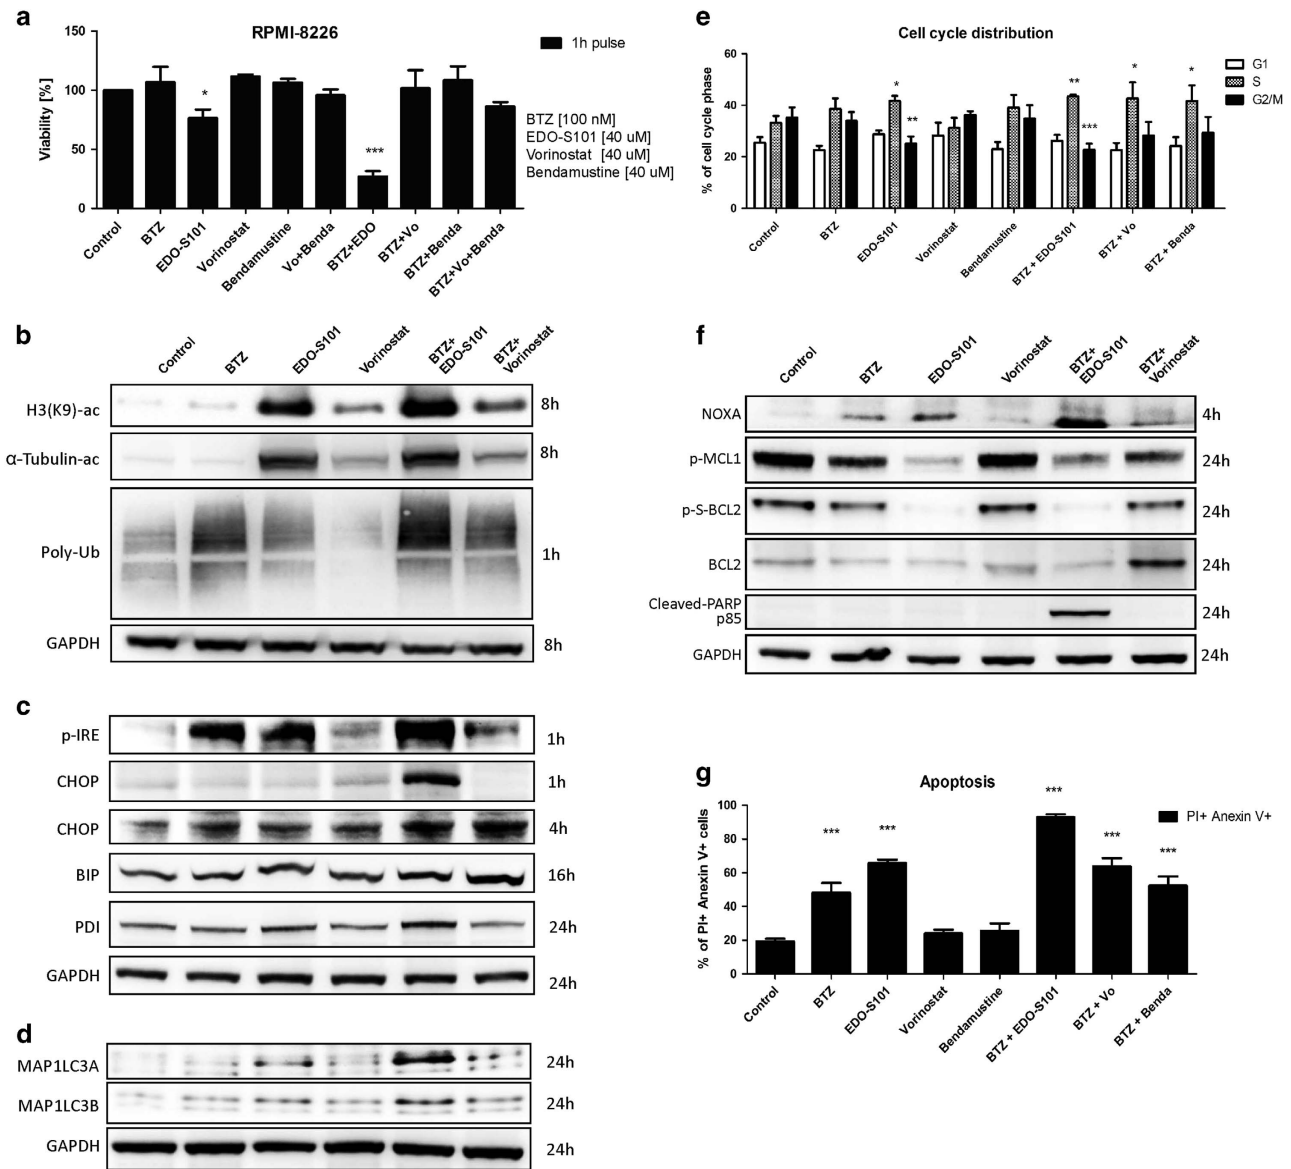 a
RPMI-8226
Viability [%]
150
100
50
0
*
***
1h pulse
BTZ [100 nM]
EDO-S101 [40 uM]
Vorinostat [40 uM]
Bendamustine [40 uM]
Control
BTZ
EDO-S101
Vorinostat
Bendamustine
Vo+Benda
BTZ+EDO
BTZ+Vo
BTZ+Benda
BTZ+Vo+Benda
b
Control
BTZ
EDO-S101
Vorinostat
BTZ+
EDO-S101
BTZ+
Vorinostat
H3(K9)-ac
8h
α-Tubulin-ac
8h
Poly-Ub
1h
GAPDH
8h
c
p-IRE
1h
CHOP
1h
CHOP
4h
BIP
16h
PDI
24h
GAPDH
24h
d
MAP1LC3A
24h
MAP1LC3B
24h
GAPDH
24h
e
Cell cycle distribution
% of cell cycle phase
60
40
20
0
*
**
**
***
*
*
G1
S
G2/M
Control
BTZ
EDO-S101
Vorinostat
Bendamustine
BTZ + EDO-S101
BTZ + Vo
BTZ + Benda
f
Control
BTZ
EDO-S101
Vorinostat
BTZ+
EDO-S101
BTZ+
Vorinostat
NOXA
4h
p-MCL1
24h
p-S-BCL2
24h
BCL2
24h
Cleaved-PARP
p85
24h
GAPDH
24h
g
Apoptosis
% of PI+ Anexin V+ cells
100
80
60
40
20
0
***
***
***
***
***
PI+ Anexin V+
Control
BTZ
EDO-S101
Vorinostat
Bendamustine
BTZ + EDO-S101
BTZ + Vo
BTZ + Benda